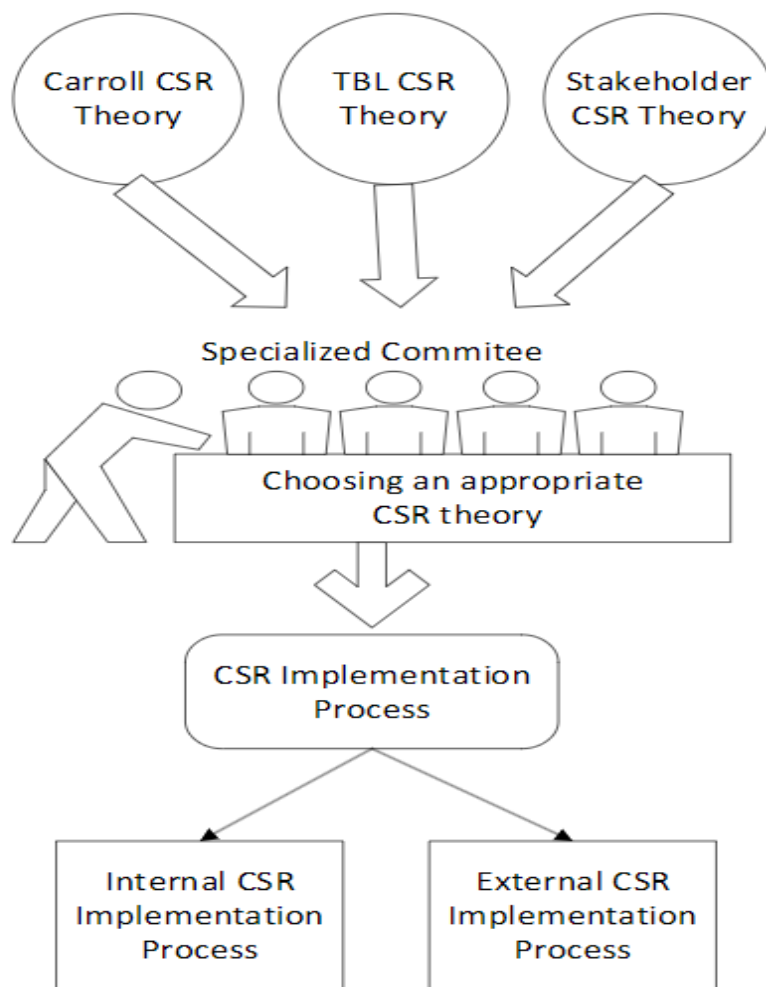 Carroll CSR
Theory
TBL CSR
Theory
Stakeholder
CSR Theory
Specialized Commitee
Choosing an appropriate
CSR theory
CSR Implementation
Process
Internal CSR
Implementation
Process
External CSR
Implementation
Process